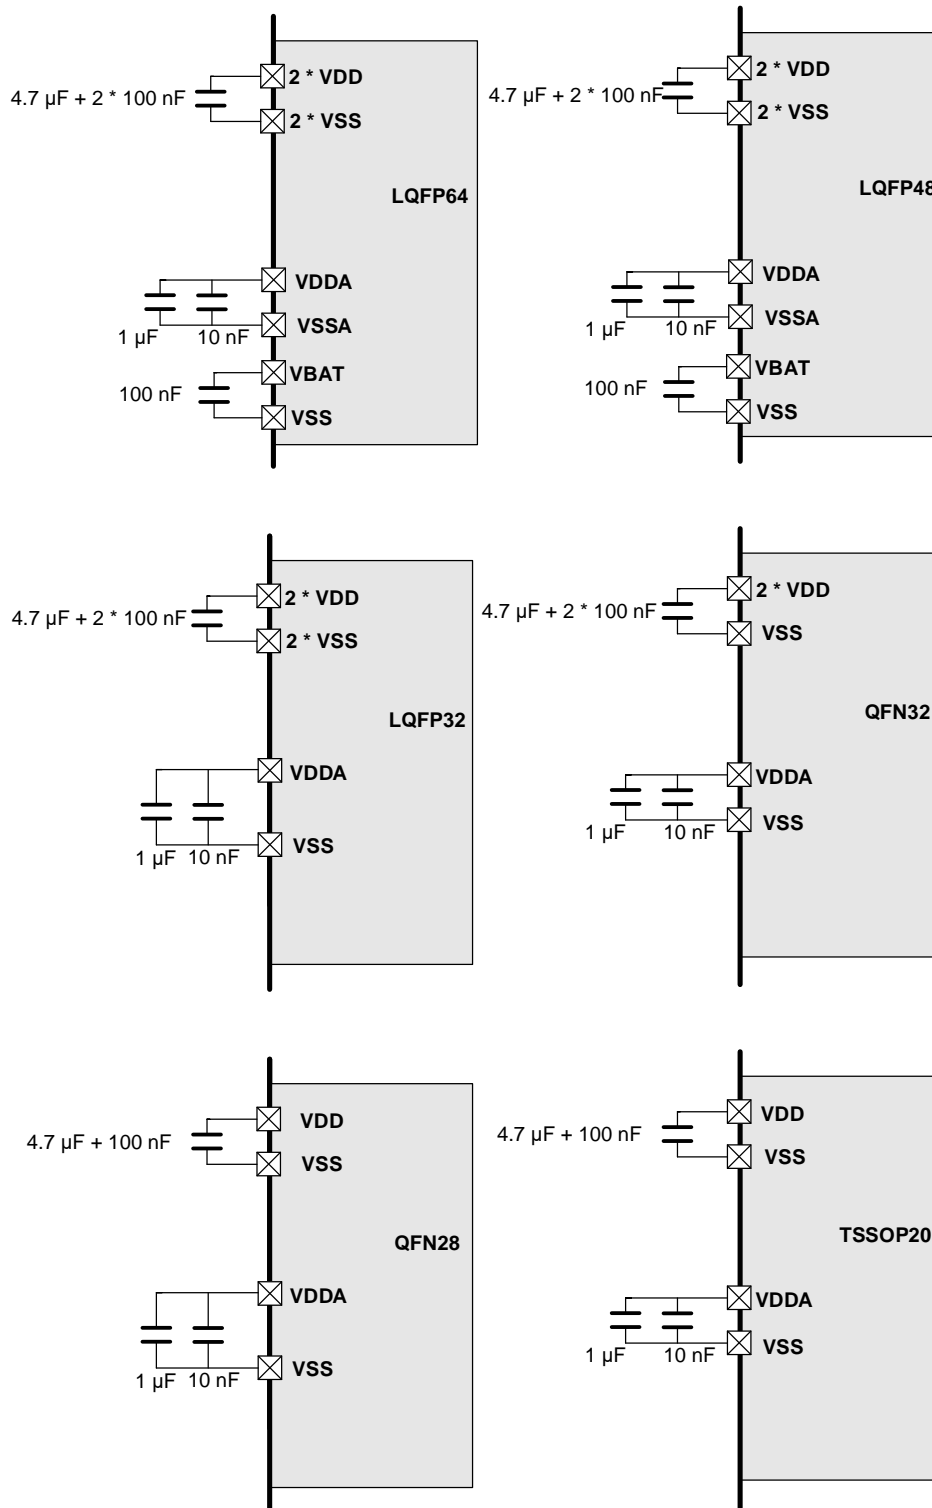 4.7 µF + 2 * 100 nF
2 * VDD
2 * VSS
LQFP64
VDDA
1 µF
10 nF
VSSA
VBAT
100 nF
VSS
4.7 µF + 2 * 100 nF
2 * VDD
2 * VSS
LQFP48
VDDA
1 µF
10 nF
VSSA
VBAT
100 nF
VSS
4.7 µF + 2 * 100 nF
2 * VDD
2 * VSS
LQFP32
VDDA
VSS
1 µF
10 nF
4.7 µF + 2 * 100 nF
2 * VDD
VSS
QFN32
VDDA
VSS
1 µF
10 nF
4.7 µF + 100 nF
VDD
VSS
QFN28
VDDA
VSS
1 µF
10 nF
4.7 µF + 100 nF
VDD
VSS
TSSOP20
VDDA
VSS
1 µF
10 nF